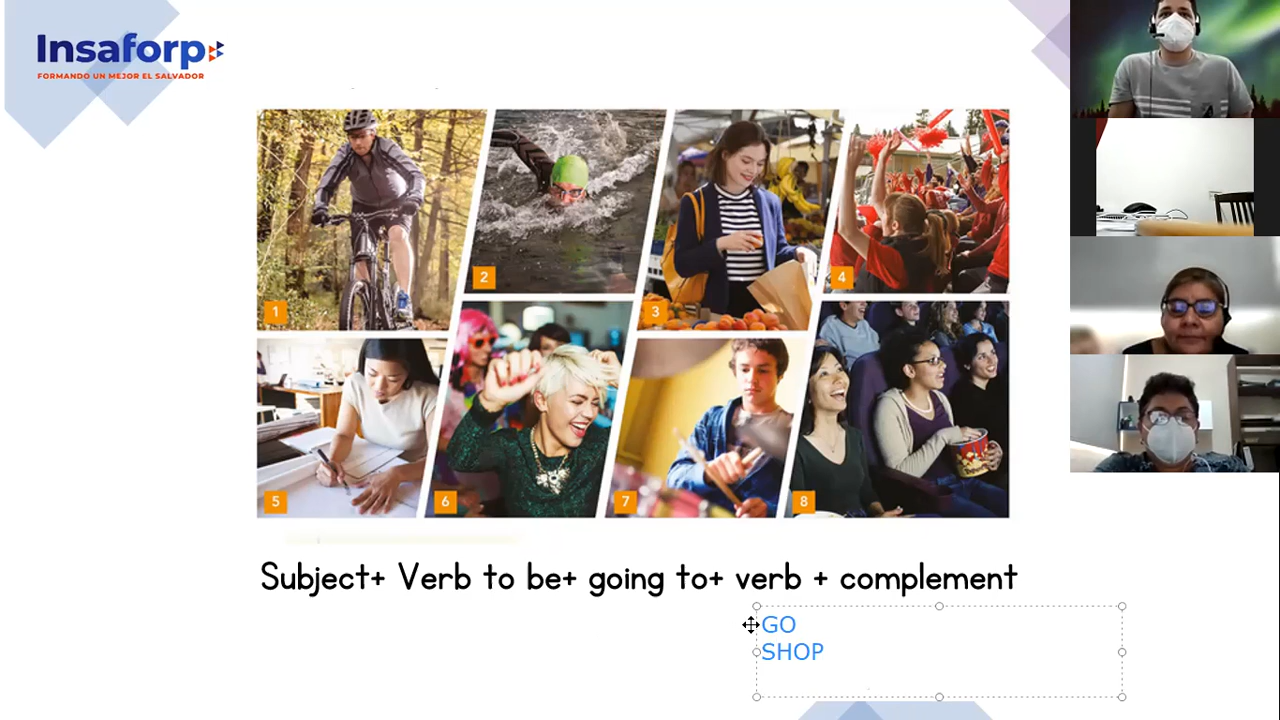 Insaforp
FORMANDO UN MEJOR EL SALVADOR
1
2
3
4
5
6
7
8
Subject+ Verb to be+ going to+ verb + complement
GO
SHOP